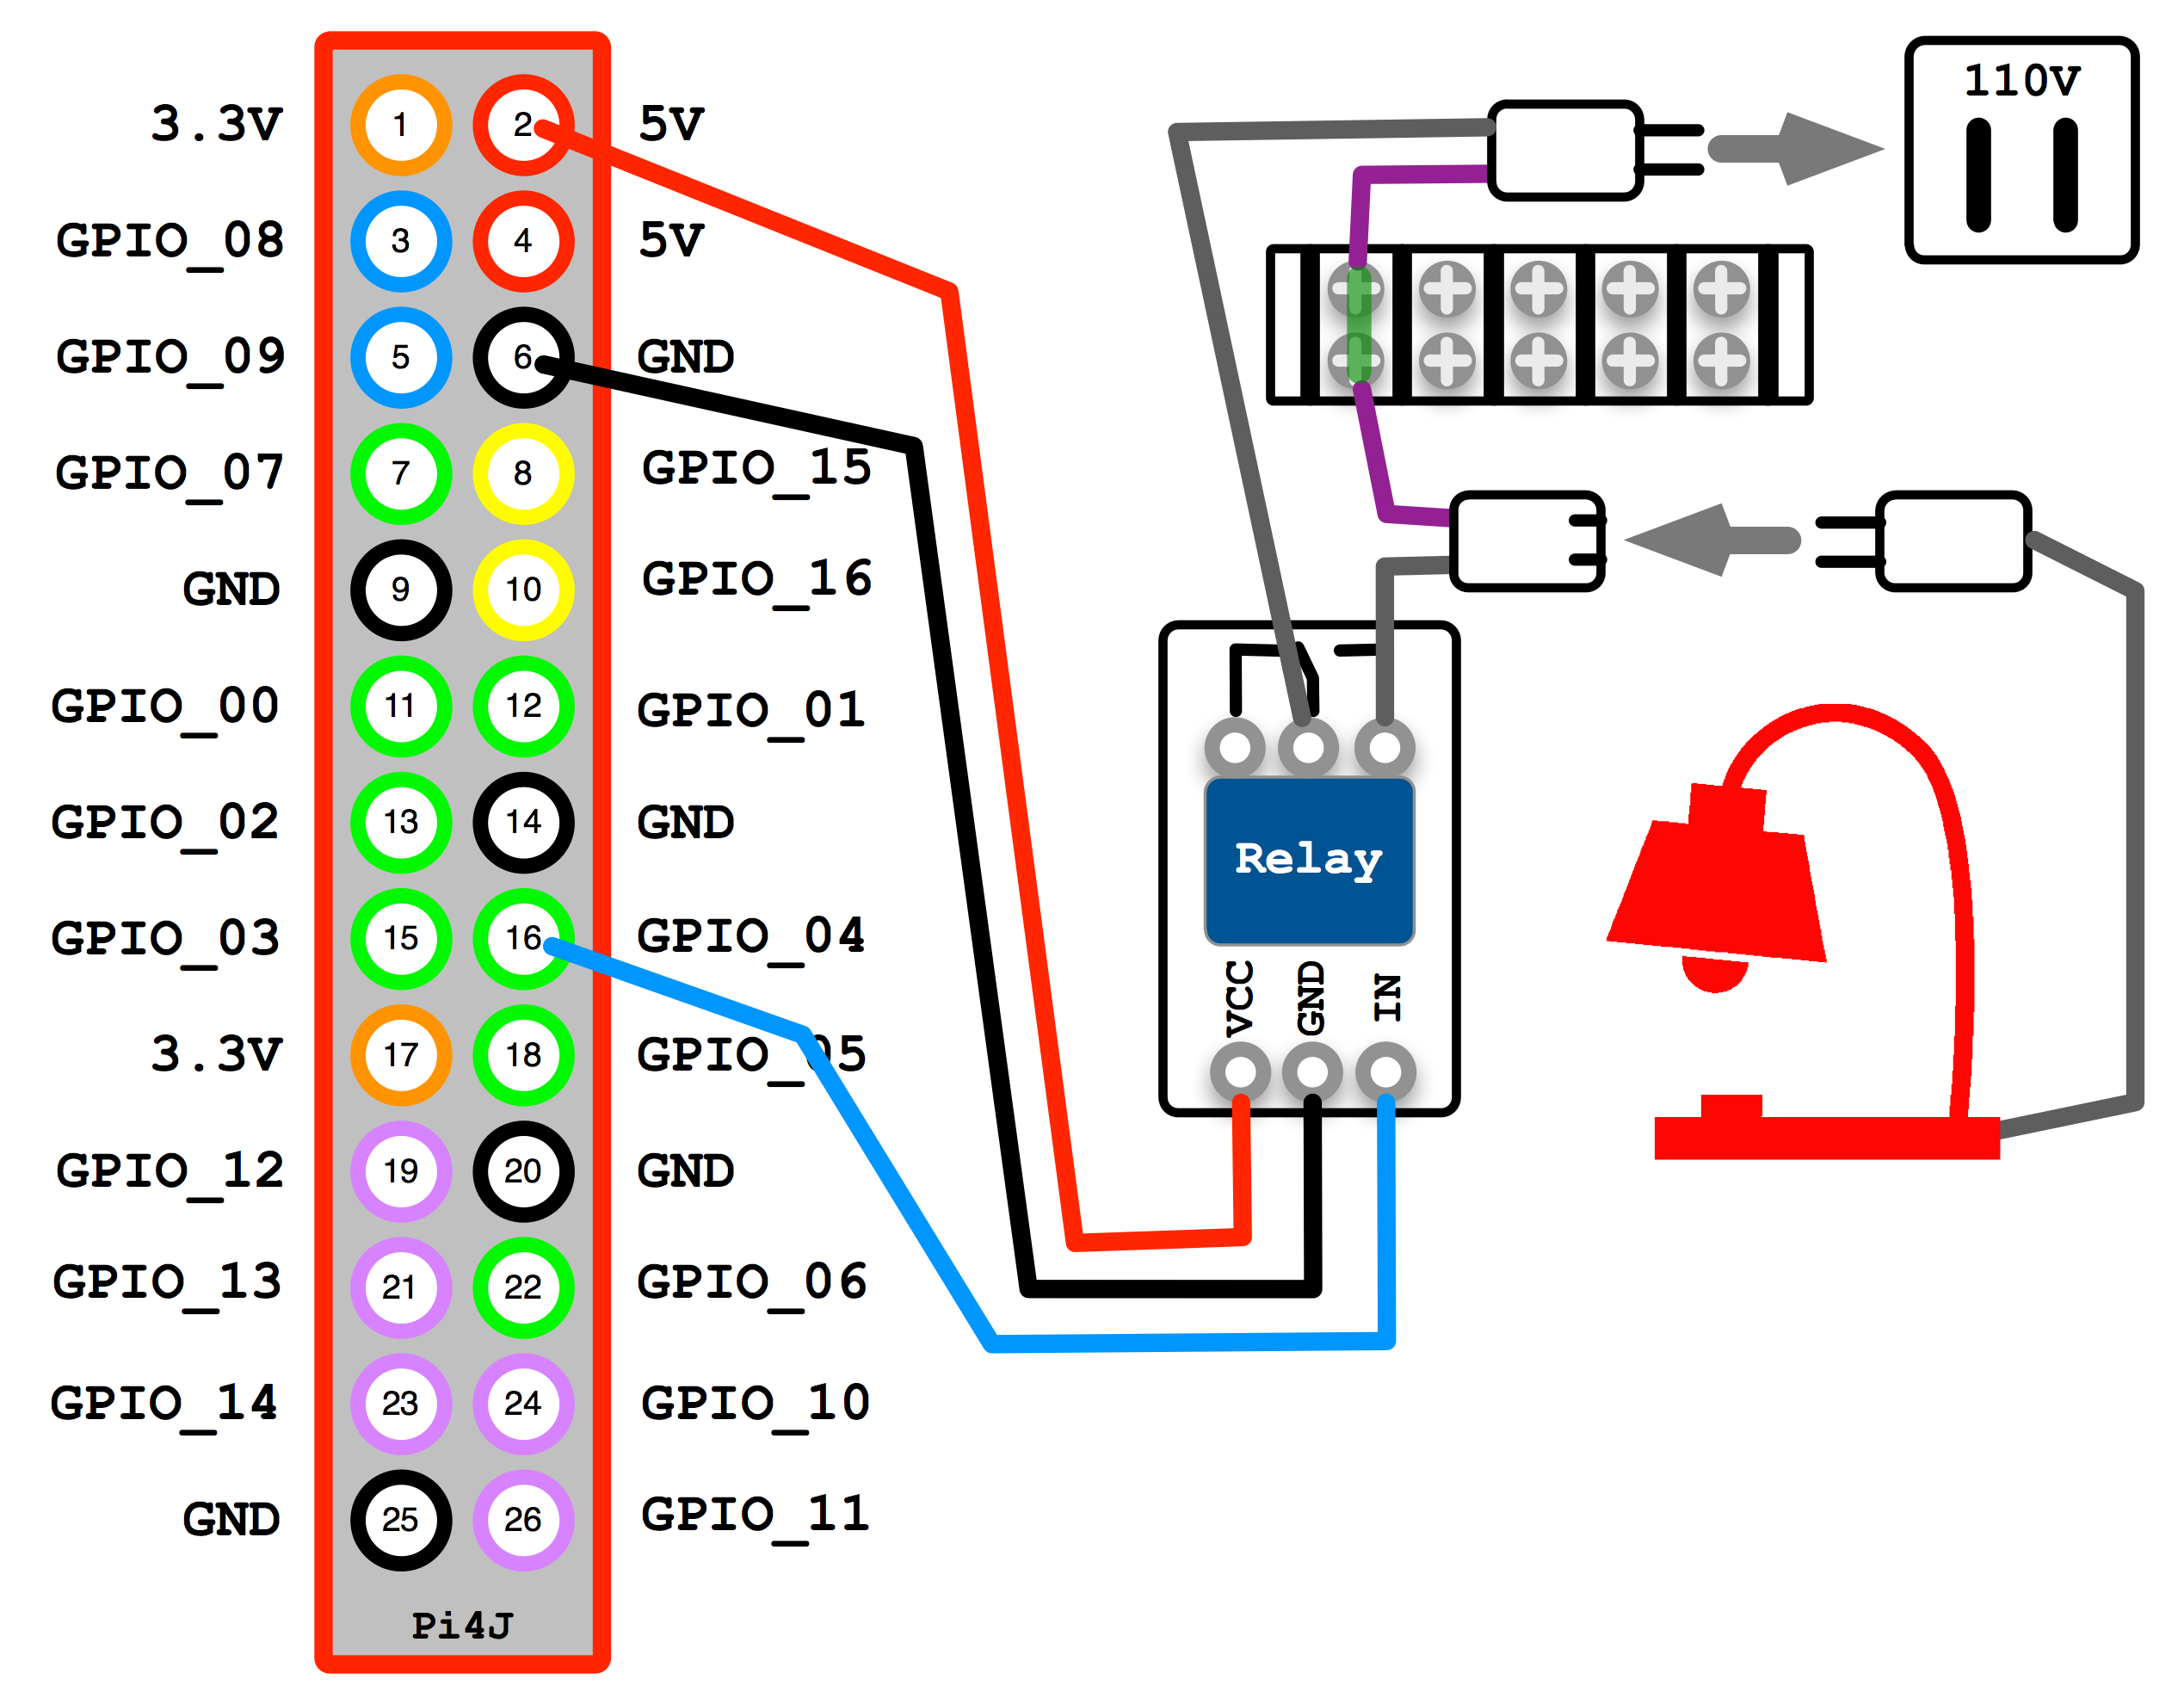 3.3V 1 2 5V
GPIO_08 3 4 5V
GPIO_09 5 6 GND
GPIO_07 7 8 GPIO_15
GND 9 10 GPIO_16
GPIO_00 11 12 GPIO_01
GPIO_02 13 14 GND
GPIO_03 15 16 GPIO_04
3.3V 17 18 GPIO_05
GPIO_12 19 20 GND
GPIO_13 21 22 GPIO_06
GPIO_14 23 24 GPIO_10
GND 25 26 GPIO_11
Pi4J
110V
Relay
VCC
GND
IN